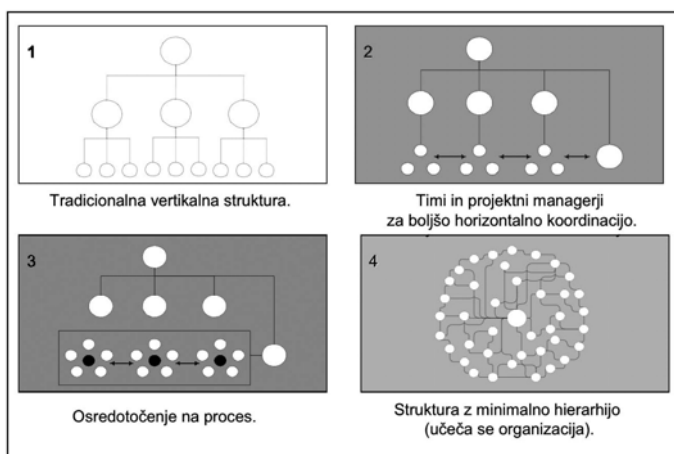 1
Tradicionalna vertikalna struktura.
2
Timi in projektni managerji
za boljšo horizontalno koordinacijo.
3
Osredotočenje na proces.
4
Struktura z minimalno hierarhijo
(učeča se organizacija).